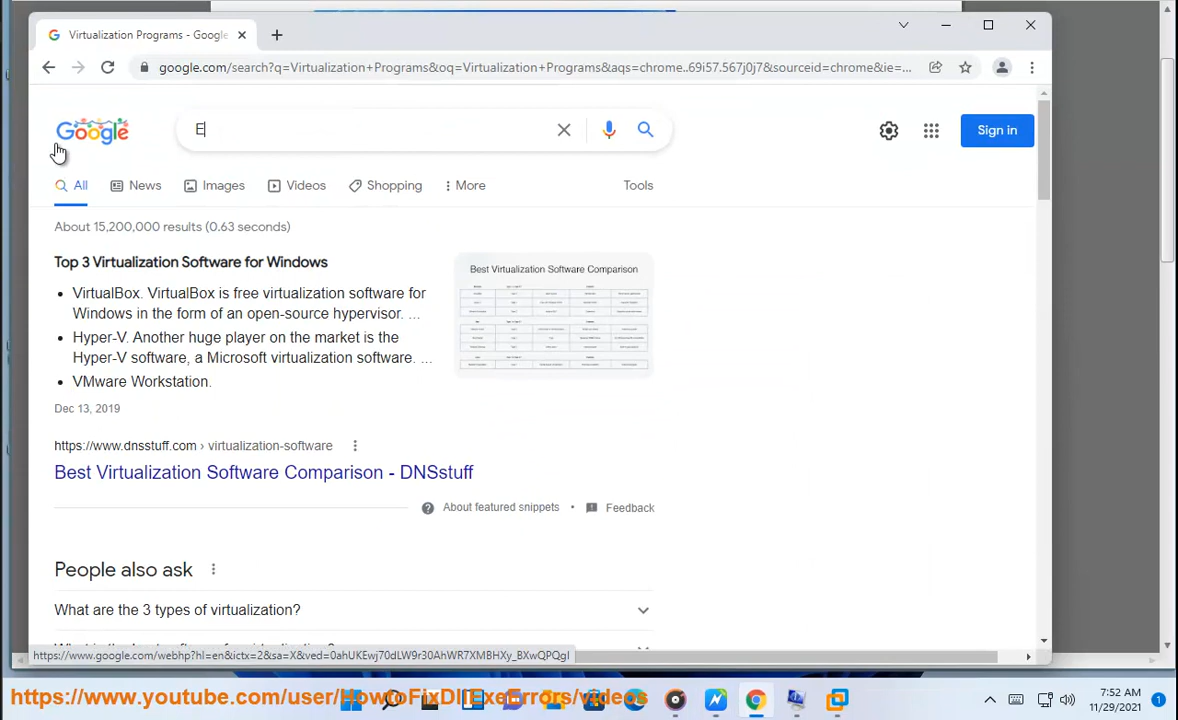 Virtualization Programs - Google
google.com/search?q=Virtualization+Programs&oq=Virtualization+Programs&aqs=chrome..69i57.567j0j7&sourceid=chrome&ie=...
Google
E
Sign in
All
News
Images
Videos
Shopping
More
Tools
About 15,200,000 results (0.63 seconds)
Top 3 Virtualization Software for Windows
• VirtualBox. VirtualBox is free virtualization software for
Windows in the form of an open-source hypervisor. ...
• Hyper-V. Another huge player on the market is the
Hyper-V software, a Microsoft virtualization software. ...
• VMware Workstation.
Best Virtualization Software Comparison
Dec 13, 2019
https://www.dnsstuff.com › virtualization-software
Best Virtualization Software Comparison - DNSstuff
About featured snippets • Feedback
People also ask
What are the 3 types of virtualization?
https://www.google.com/webhp?hl=en&ictx=2&sa=X&ved=0ahUKEwj70dLW9r30AhWR7XMBHXy_BXwQPQgI
https://www.youtube.com/user/HowtoFixDllExeErrors/videos
7:52 AM
11/29/2021
1